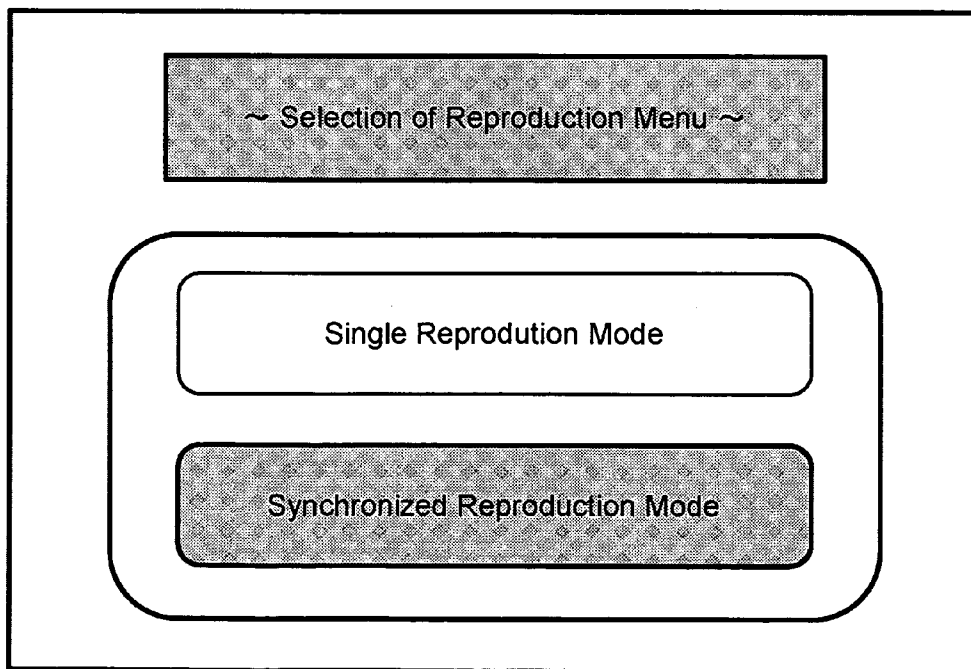 ~ Selection of Reproduction Menu ~
Single Reprodution Mode
Synchronized Reproduction Mode